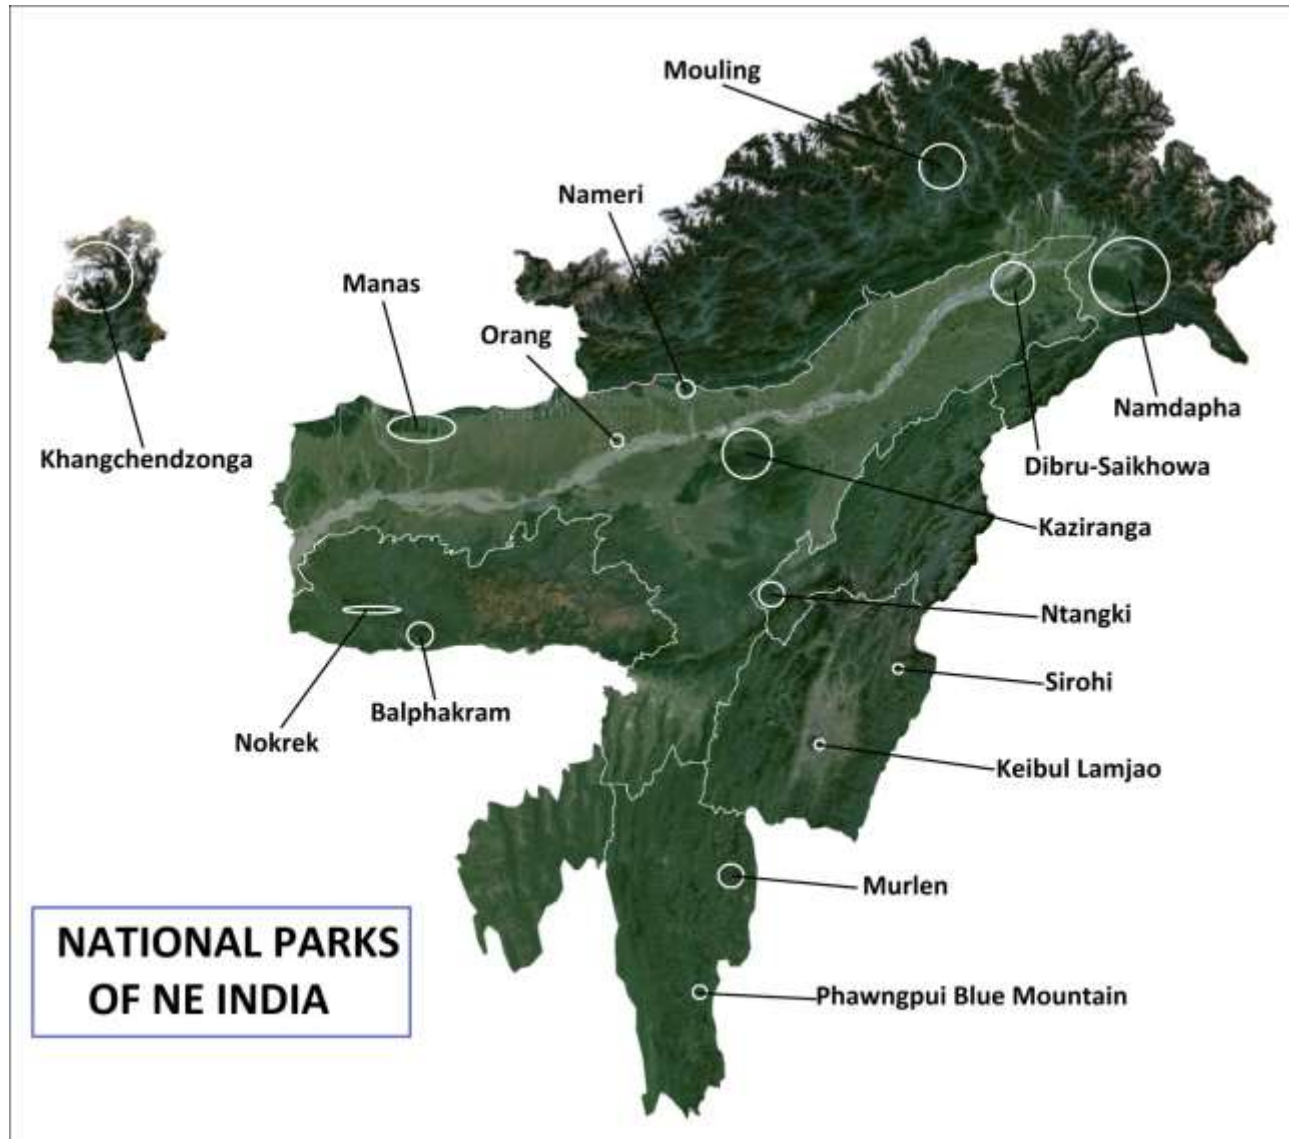 Mouling
Nameri
Manas
Orang
Khangchendzonga
Namdapha
Dibru-Saikhowa
Kaziranga
Ntangki
Sirohi
Balphakram
Nokrek
Keibul Lamjao
Murlen
Phawngpui Blue Mountain
NATIONAL PARKS
OF NE INDIA